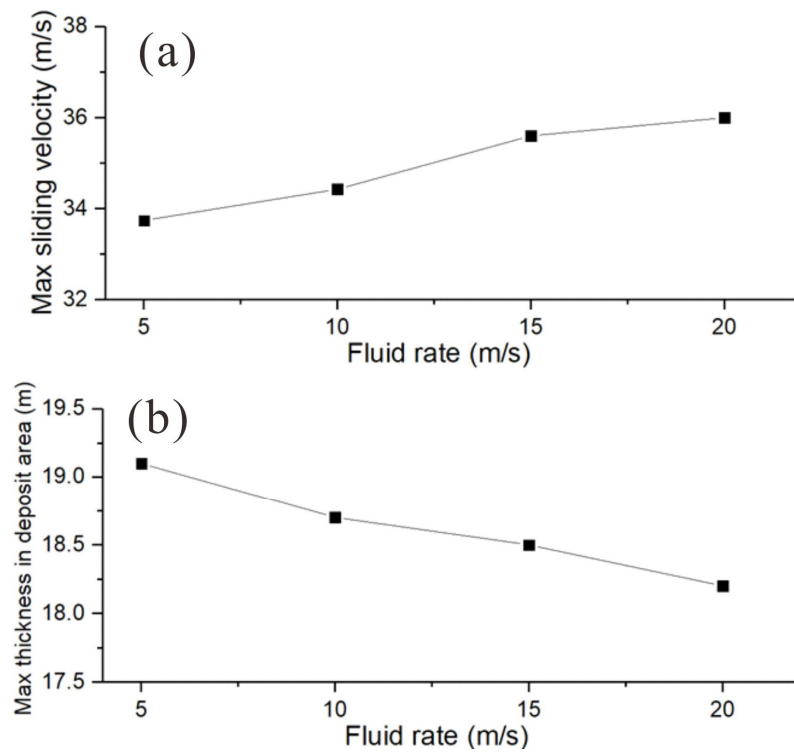 (a)
Max sliding velocity (m/s)
38
36
34
32
5 10 15 20
Fluid rate (m/s)
(b)
Max thickness in deposit area (m)
19.5
19.0
18.5
18.0
17.5
5 10 15 20
Fluid rate (m/s)